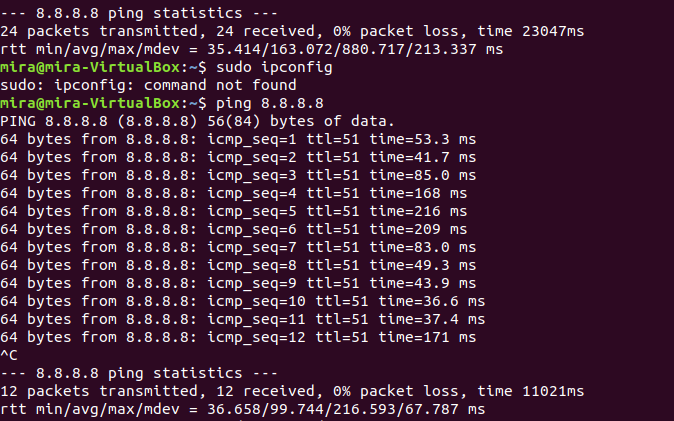 --- 8.8.8.8 ping statistics ---
24 packets transmitted, 24 received, 0% packet loss, time 23047ms
rtt min/avg/max/mdev = 35.414/163.072/880.717/213.337 ms
mira@mira-VirtualBox:~$ sudo ipconfig
sudo: ipconfig: command not found
mira@mira-VirtualBox:~$ ping 8.8.8.8
PING 8.8.8.8 (8.8.8.8) 56(84) bytes of data.
64 bytes from 8.8.8.8: icmp_seq=1 ttl=51 time=53.3 ms
64 bytes from 8.8.8.8: icmp_seq=2 ttl=51 time=41.7 ms
64 bytes from 8.8.8.8: icmp_seq=3 ttl=51 time=85.0 ms
64 bytes from 8.8.8.8: icmp_seq=4 ttl=51 time=168 ms
64 bytes from 8.8.8.8: icmp_seq=5 ttl=51 time=216 ms
64 bytes from 8.8.8.8: icmp_seq=6 ttl=51 time=209 ms
64 bytes from 8.8.8.8: icmp_seq=7 ttl=51 time=83.0 ms
64 bytes from 8.8.8.8: icmp_seq=8 ttl=51 time=49.3 ms
64 bytes from 8.8.8.8: icmp_seq=9 ttl=51 time=43.9 ms
64 bytes from 8.8.8.8: icmp_seq=10 ttl=51 time=36.6 ms
64 bytes from 8.8.8.8: icmp_seq=11 ttl=51 time=37.4 ms
64 bytes from 8.8.8.8: icmp_seq=12 ttl=51 time=171 ms
^C
--- 8.8.8.8 ping statistics ---
12 packets transmitted, 12 received, 0% packet loss, time 11021ms
rtt min/avg/max/mdev = 36.658/99.744/216.593/67.787 ms